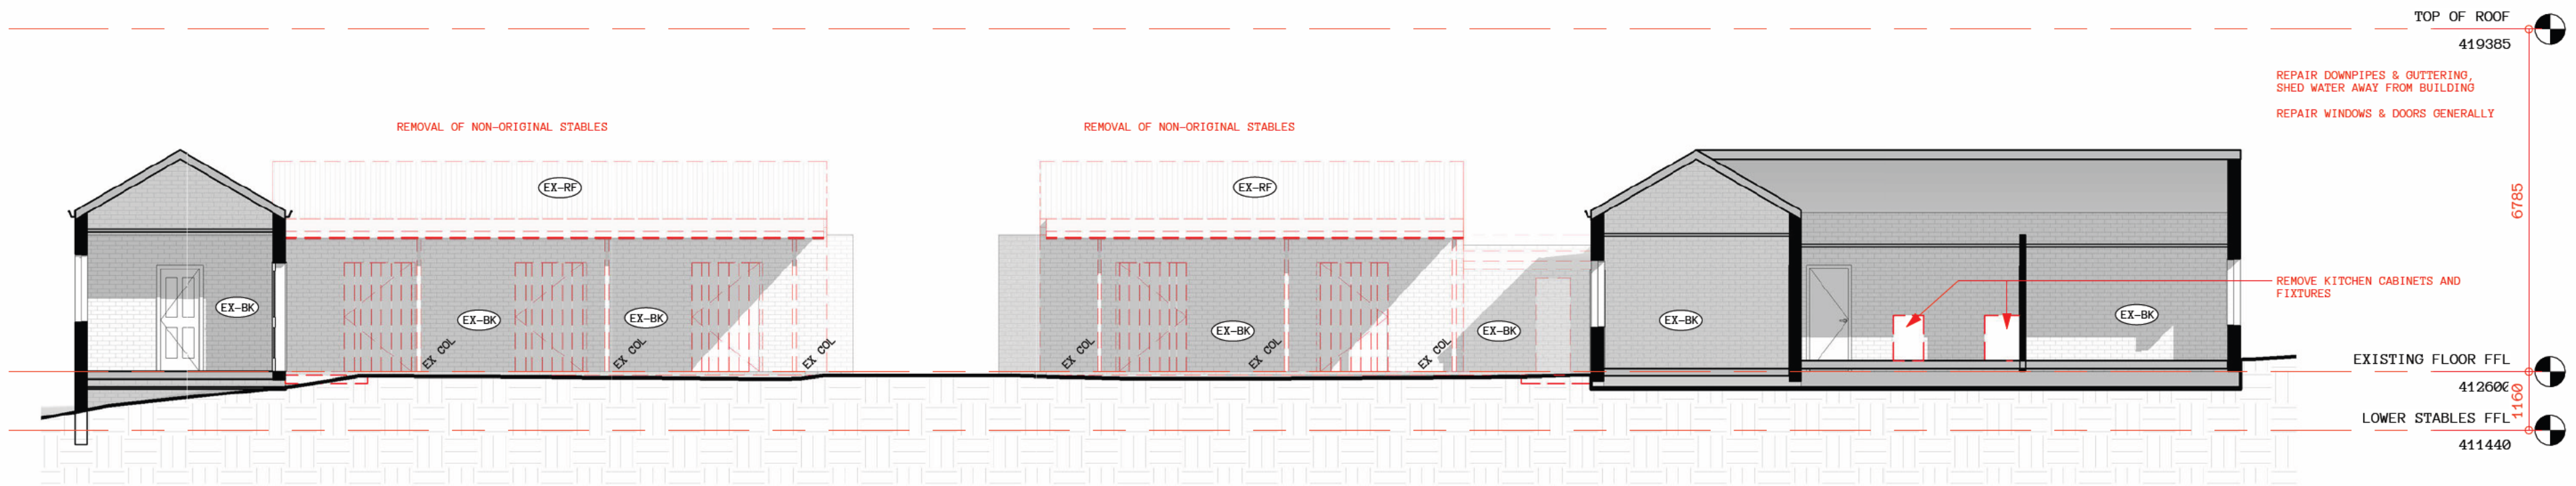 TOP OF ROOF
419385
REPAIR DOWNPIPES & GUTTERING,
SHED WATER AWAY FROM BUILDING
REPAIR WINDOWS & DOORS GENERALLY
REMOVAL OF NON-ORIGINAL STABLES
REMOVAL OF NON-ORIGINAL STABLES
EX-RF
EX-RF
6785
REMOVE KITCHEN CABINETS AND
FIXTURES
EX-BK
EX-BK
EX-BK
EX-BK
EX-BK
EX-BK
EX-BK
EX COL
EX COL
EX COL
EX COL
EX COL
EX COL
EXISTING FLOOR FFL
412600
1160
LOWER STABLES FFL
411440